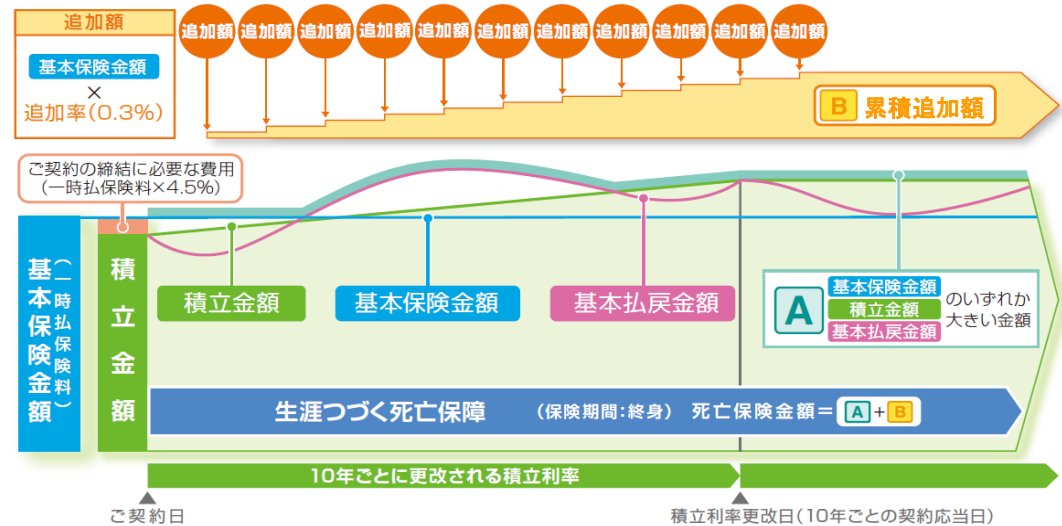 追加額
基本保険金額
×
追加率(0.3%)
追加額
追加額
追加額
追加額
追加額
追加額
追加額
追加額
追加額
追加額
追加額
B 累積追加額
ご契約の締結に必要な費用
(一時払保険料×4.5%)
基本保険金額
(一時払保険料)
積立金額
積立金額
基本保険金額
基本払戻金額
A
基本保険金額
積立金額
基本払戻金額
のいずれか
大きい金額
生涯つづく死亡保障 (保険期間:終身) 死亡保険金額=A+B
10年ごとに更改される積立利率
ご契約日
積立利率更改日(10年ごとの契約応当日)